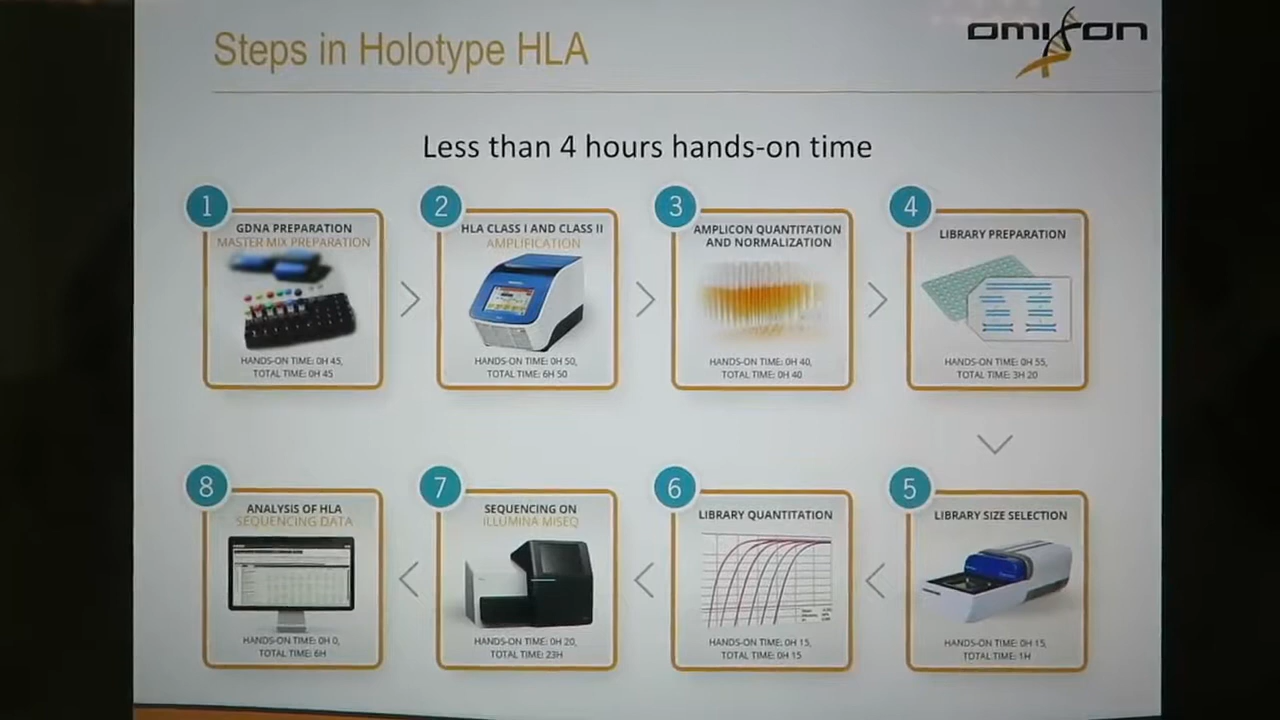 Steps in Holotype HLA
omixon
Less than 4 hours hands-on time
1
GDNA PREPARATION
MASTER MIX PREPARATION
HANDS-ON TIME: 0H 45,
TOTAL TIME: 0H 45
2
HLA CLASS I AND CLASS II
AMPLIFICATION
HANDS-ON TIME: 0H 50,
TOTAL TIME: 6H 50
3
AMPLICON QUANTITATION
AND NORMALIZATION
HANDS-ON TIME: 0H 40,
TOTAL TIME: 0H 40
4
LIBRARY PREPARATION
HANDS-ON TIME: 0H 55,
TOTAL TIME: 3H 20
8
ANALYSIS OF HLA
SEQUENCING DATA
HANDS-ON TIME: 0H 0,
TOTAL TIME: 6H
7
SEQUENCING ON
ILLUMINA MISEQ
HANDS-ON TIME: 0H 20,
TOTAL TIME: 23H
6
LIBRARY QUANTITATION
HANDS-ON TIME: 0H 15,
TOTAL TIME: 0H 15
5
LIBRARY SIZE SELECTION
HANDS-ON TIME: 0H 15,
TOTAL TIME: 1H